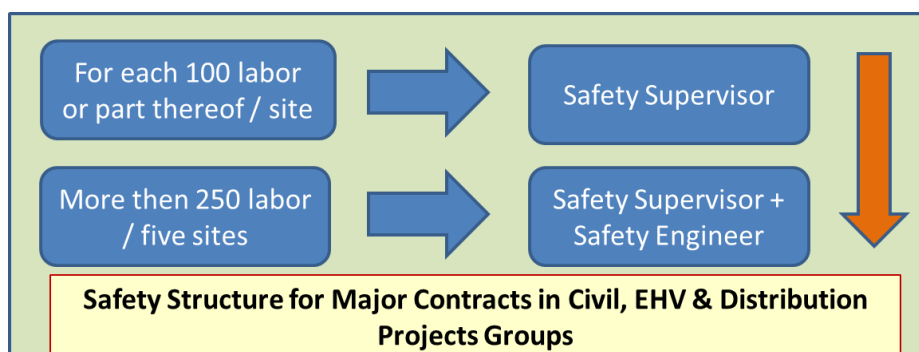 For each 100 labor
or part thereof / site
Safety Supervisor
More then 250 labor
/ five sites
Safety Supervisor +
Safety Engineer
Safety Structure for Major Contracts in Civil, EHV & Distribution
Projects Groups